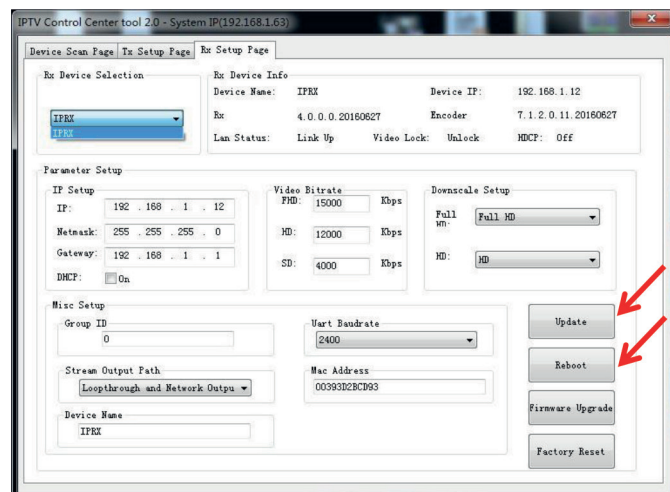 IPTV Control Center tool 2.0 - System IP(192.168.1.63)
Device Scan Page Tx Setup Page Rx Setup Page
Rx Device Selection
IPRX
IPRX
Rx Device Info
Device Name: IPRX Device IP: 192.168.1.12
Rx 4.0.0.0.20160627 Encoder 7.1.2.0.11.20160627
Lan Status: Link Up Video Lock: Unlock HDCP: Off
Parameter Setup
IP Setup
IP: 192 . 168 . 1 . 12
Netmask: 255 . 255 . 255 . 0
Gateway: 192 . 168 . 1 . 1
DHCP: On
Video Bitrate
FHD: 15000 Kbps
HD: 12000 Kbps
SD: 4000 Kbps
Downscale Setup
Full Full HD
HD: HD
Misc Setup
Group ID
0
Uart Baudrate
2400
Stream Output Path
Loopthrough and Network Outpu
Mac Address
00393D2BCD93
Device Name
IPRX
Update
Reboot
Firmware Upgrade
Factory Reset